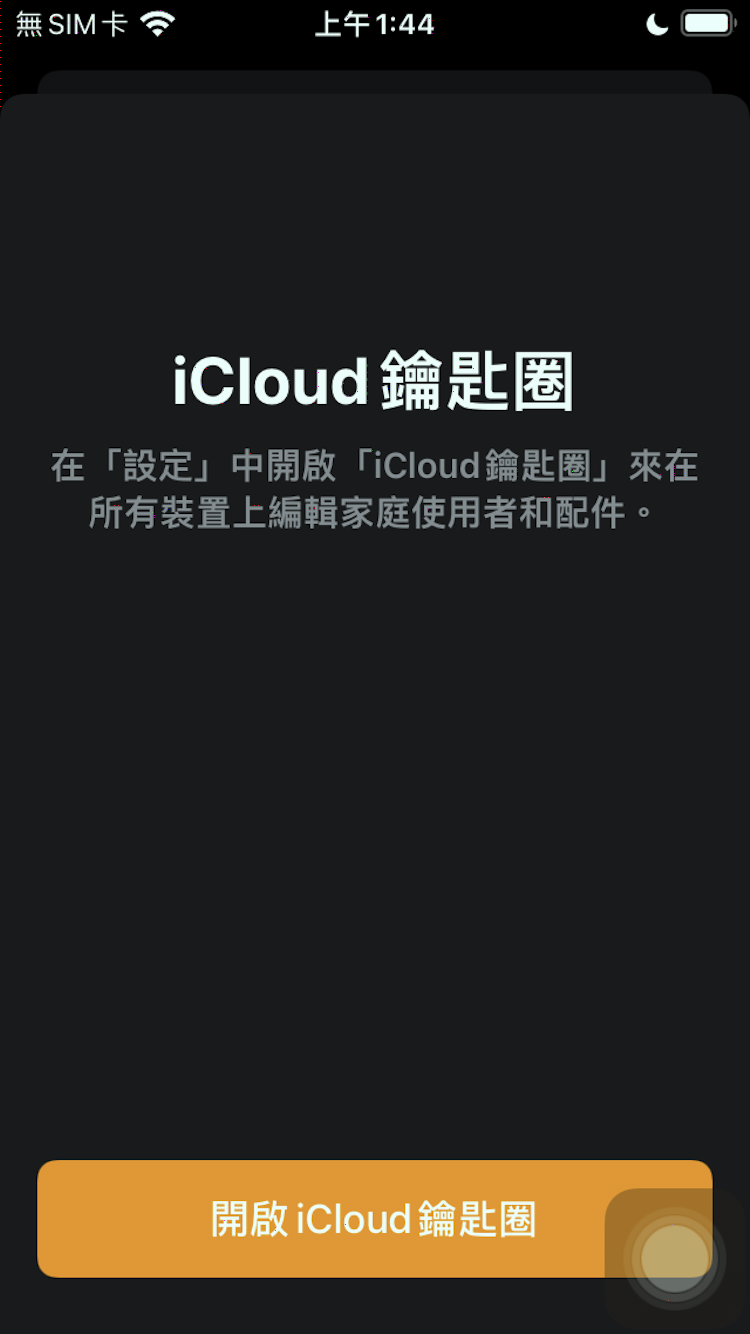 無 SIM 卡
上午 1:44
iCloud 鑰匙圈
在「設定」中開啟「iCloud 鑰匙圈」來在
所有裝置上編輯家庭使用者和配件。
開啟 iCloud 鑰匙圈